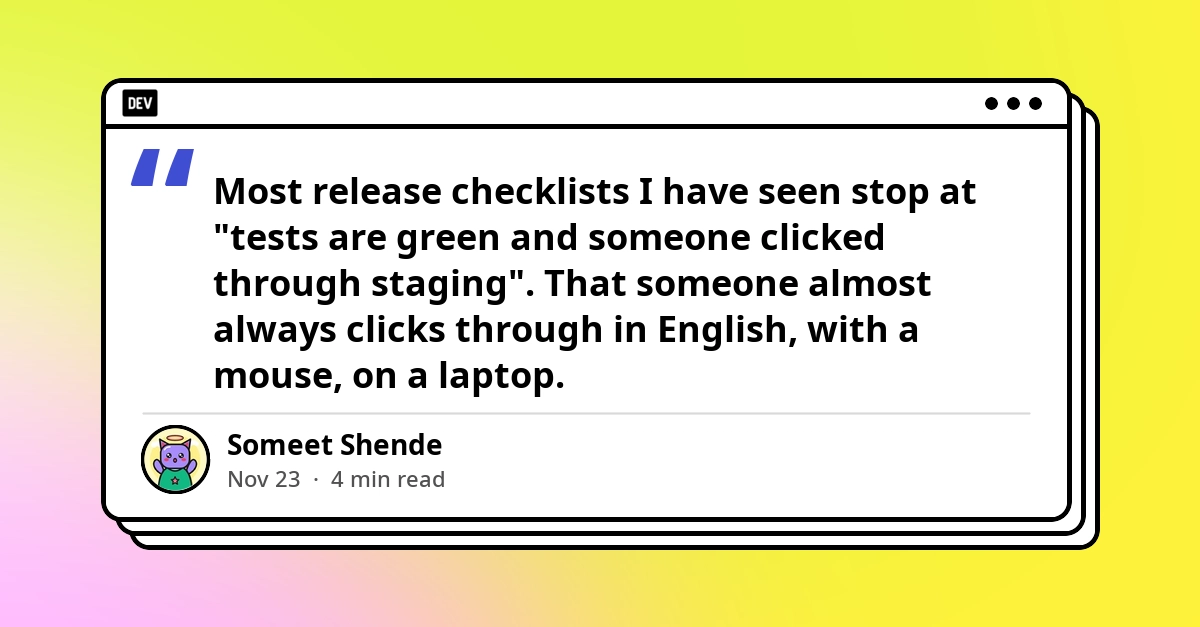 DEV
Most release checklists I have seen stop at
"tests are green and someone clicked
through staging". That someone almost
always clicks through in English, with a
mouse, on a laptop.
Someet Shende
Nov 23 · 4 min read